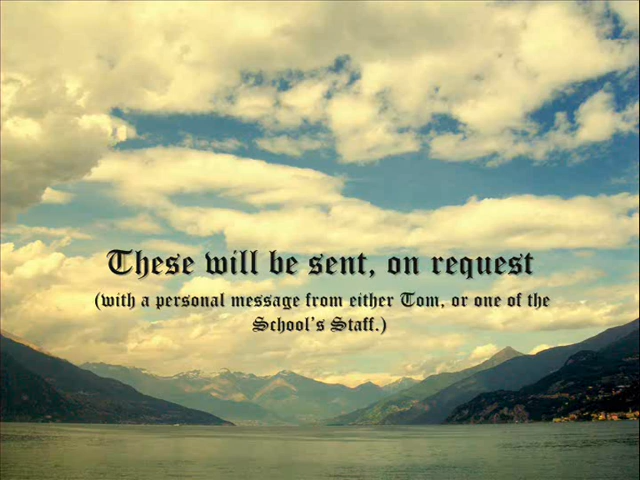 These will be sent, on request
(with a personal message from either Tom, or one of the
School's Staff.)